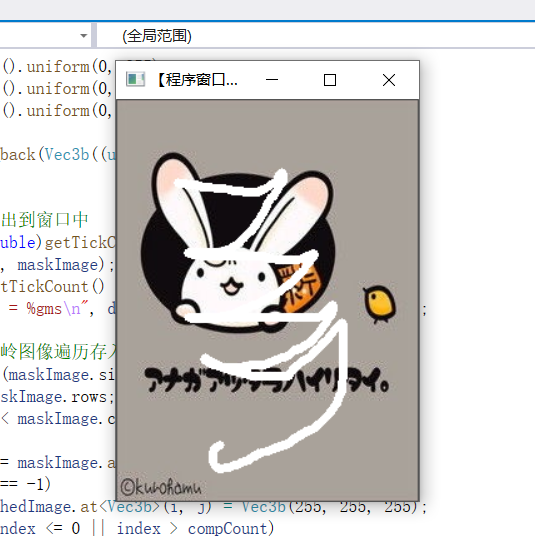 (全局范围)
().uniform(0,
【程序窗口...
().uniform(0,
().uniform(0,
back(Vec3b((u
出到窗口中
uble)getTickC
, maskImage);
tTickCount()
= %gms\n", d
;
岭图像遍历存入
(maskImage.si
skImage.rows;
< maskImage.c
アナガアッタラハイリタイ。
= maskImage.a
== -1)
©kurohamu
hedImage.at<Vec3b>(i, j) = Vec3b(255, 255, 255);
ndex <= 0 || index > compCount)